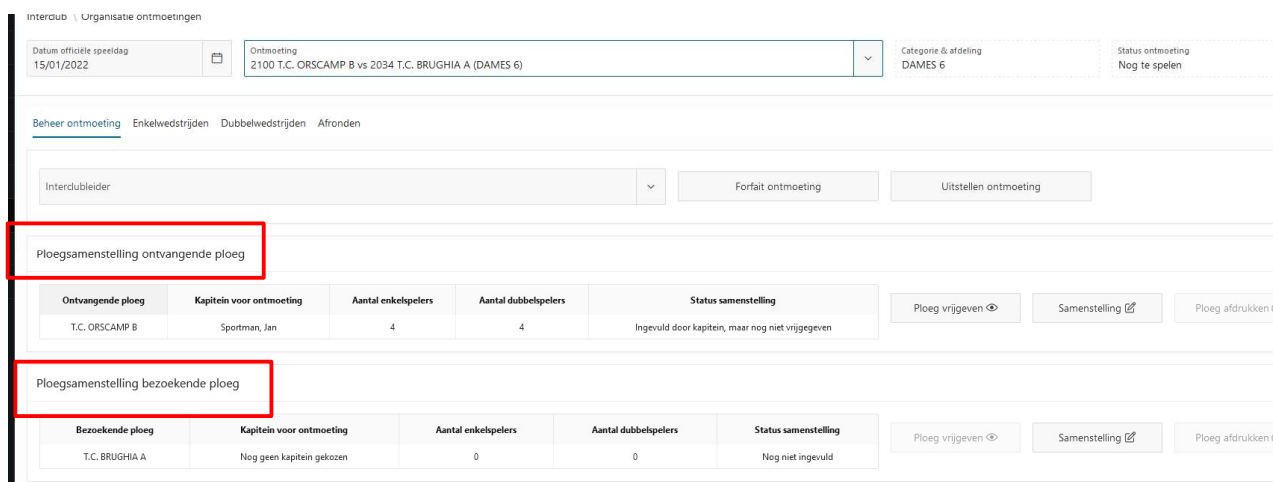 Interclub \ Organisatie ontmoetingen
Datum officiële speeldag
15/01/2022
Ontmoeting
2100 T.C. ORSCAMP B vs 2034 T.C. BRUGHIA A (DAMES 6)
Categorie & afdeling
DAMES 6
Status ontmoeting
Nog te spelen
Beheer ontmoeting Enkelwedstrijden Dubbelwedstrijden Afronden
Interclubleider
Forfait ontmoeting
Uitstellen ontmoeting
Ploegsamenstelling ontvangende ploeg
Ontvangende ploeg Kapitein voor ontmoeting Aantal enkelspelers Aantal dubbelspelers Status samenstelling
T.C. ORSCAMP B Sportman, Jan 4 4 Ingevuld door kapitein, maar nog niet vrijgegeven
Ploeg vrijgeven Samenstelling Ploeg afdrukken
Ploegsamenstelling bezoekende ploeg
Bezoekende ploeg Kapitein voor ontmoeting Aantal enkelspelers Aantal dubbelspelers Status samenstelling
T.C. BRUGHIA A Nog geen kapitein gekozen 0 0 Nog niet ingevuld
Ploeg vrijgeven Samenstelling Ploeg afdrukken